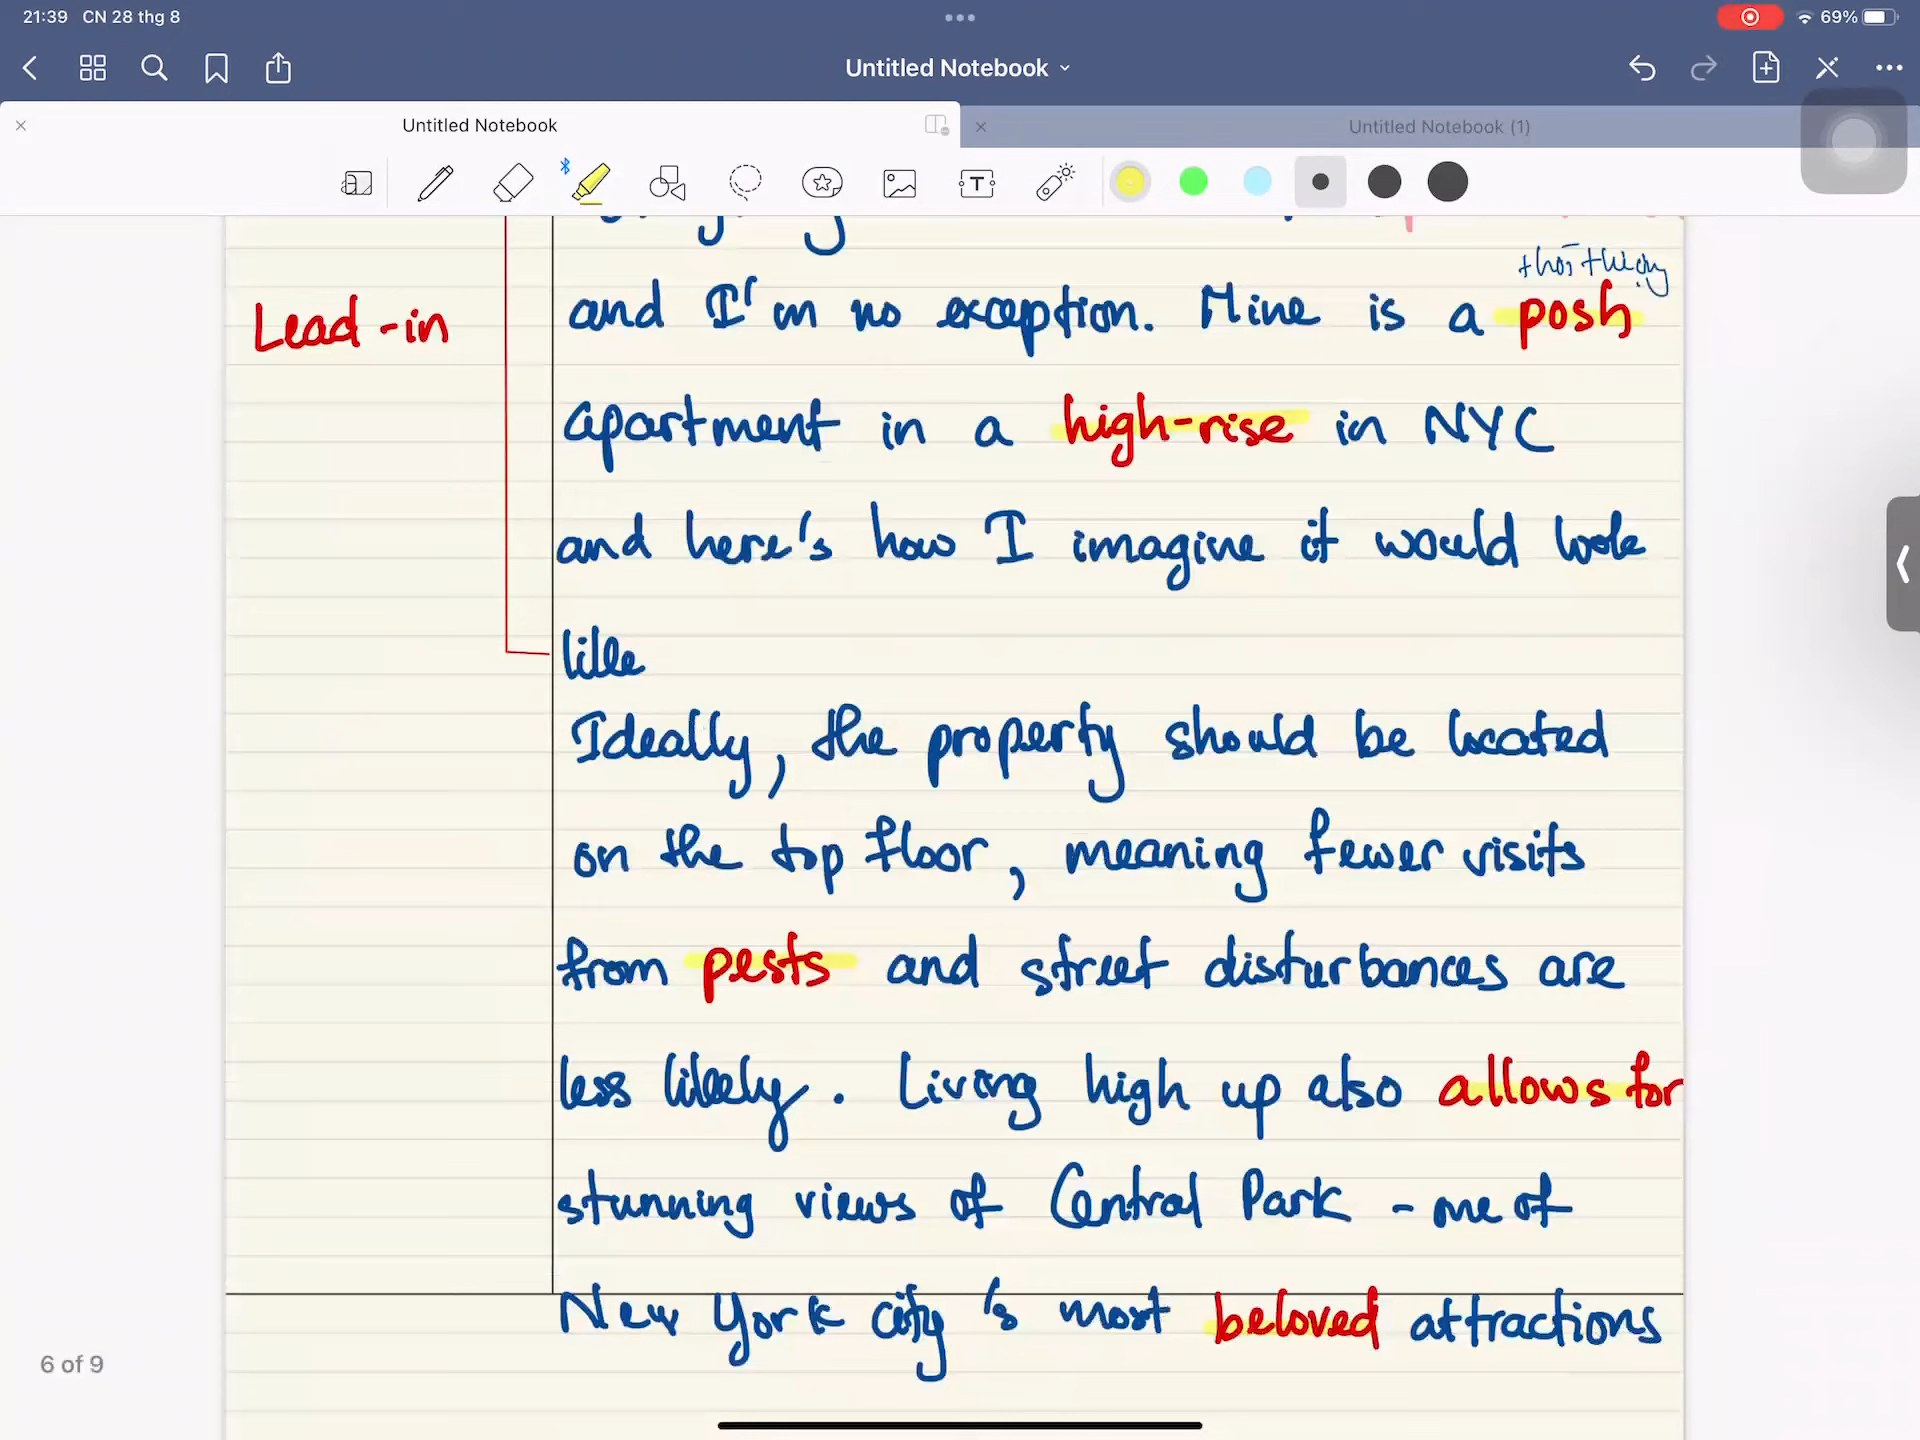 21:39 CN 28 thg 8
69%
Untitled Notebook
Untitled Notebook
Untitled Notebook (1)
Lead-in
and I'm no exception. Mine is a posh
apartment in a high-rise in NYC
and here's how I imagine it would look
like
Ideally, the property should be located
on the top floor, meaning fewer visits
from pests and street disturbances are
less likely. Living high up also allows for
stunning views of Central Park - one of
New York city's most beloved attractions
6 of 9